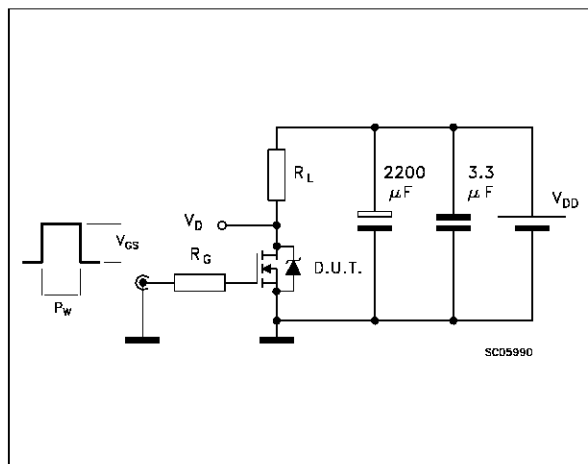 R_L
2200
µF
3.3
µF
V_DD
V_D
V_GS
R_G
D.U.T.
P_W
SC05990